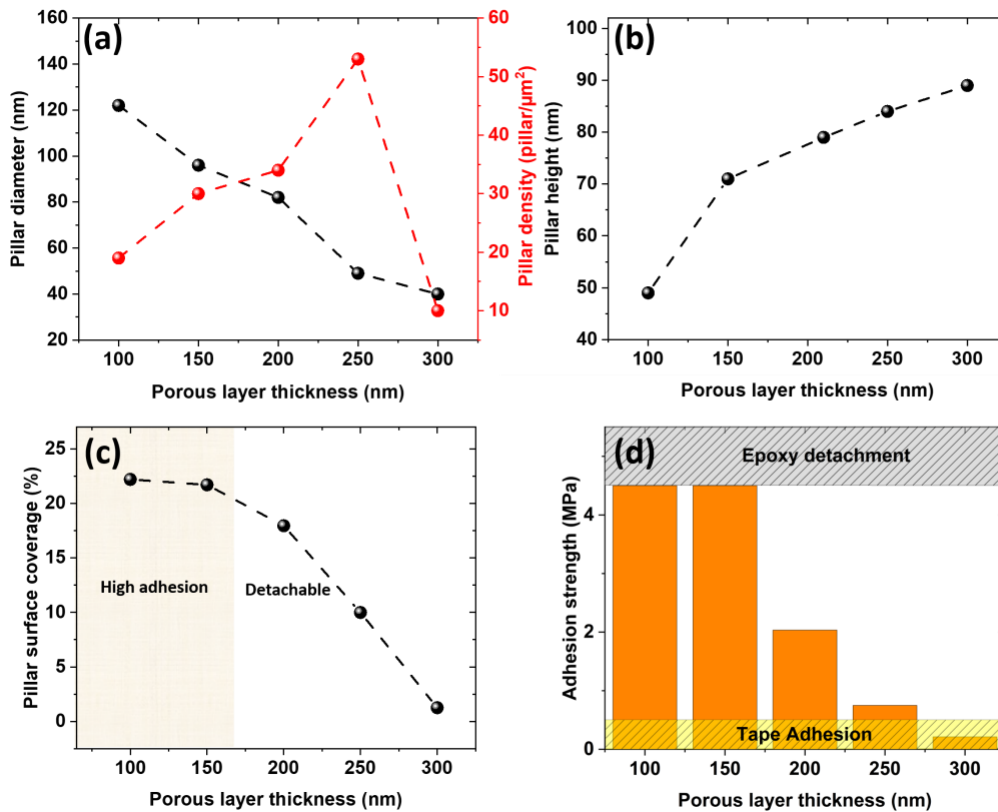 (a)
160
140
120
100
80
60
40
20
Pillar diameter (nm)
60
50
40
30
20
10
Pillar density (pillar/µm²)
100 150 200 250 300
Porous layer thickness (nm)
(b)
100
90
80
70
60
50
40
Pillar height (nm)
100 150 200 250 300
Porous layer thickness (nm)
(c)
25
20
15
10
5
0
Pillar surface coverage (%)
High adhesion
Detachable
100 150 200 250 300
Porous layer thickness (nm)
(d)
Epoxy detachment
4
2
0
Adhesion strength (MPa)
Tape Adhesion
100 150 200 250 300
Porous layer thickness (nm)